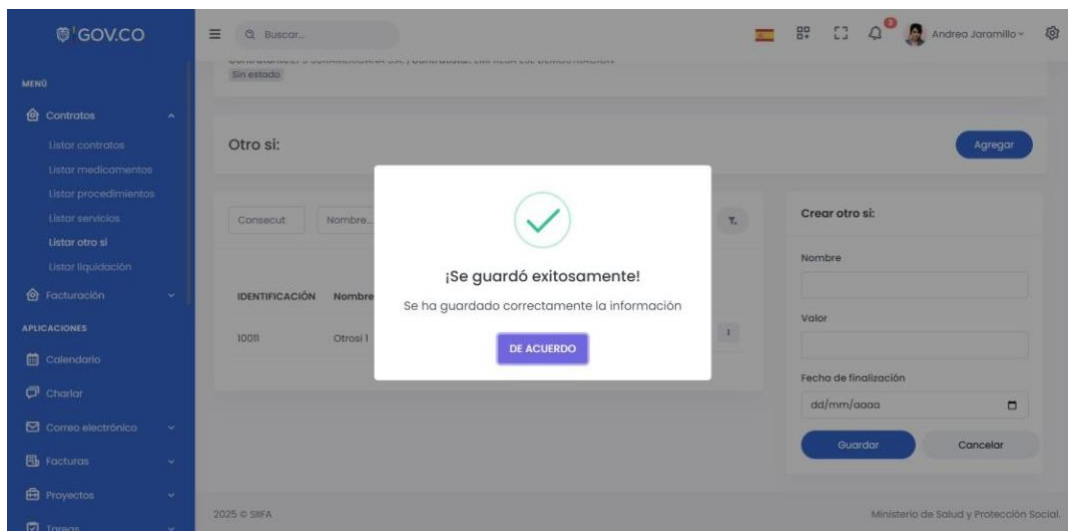 GOV.CO
Buscar...
3
Andrea Jaramillo
MENÚ
Sin estado
Contratos
Listar contratos
Listar medicamentos
Listar procedimientos
Listar servicios
Listar otro si
Listar liquidación
Facturación
APLICACIONES
Calendario
Charlar
Correo electrónico
Facturas
Proyectos
Tareas
Otro si:
Agregar
Consecut
Nombre...
IDENTIFICACIÓN Nombre
10011 Otrosi 1
¡Se guardó exitosamente!
Se ha guardado correctamente la información
DE ACUERDO
Crear otro si:
Nombre
Valor
Fecha de finalización
dd/mm/aaaa
Guardar Cancelar
2025 © SIIFA
Ministerio de Salud y Protección Social.